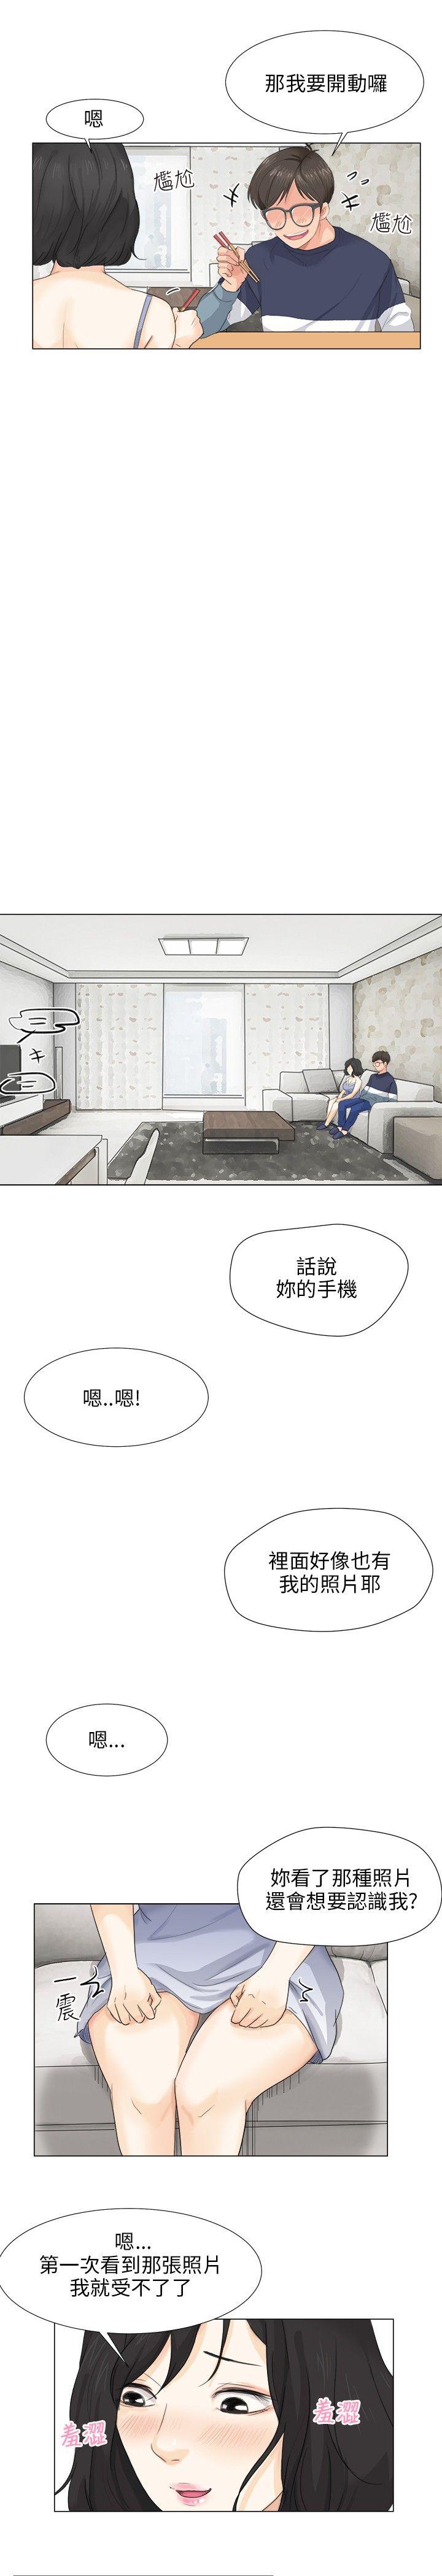 那我要開動囉
嗯
尷尬
尷尬
話說
妳的手機
嗯..嗯!
裡面好像也有
我的照片耶
嗯...
妳看了那種照片
還會想要認識我?
一震
嗯...
第一次看到那張照片
我就受不了了
羞澀
羞澀